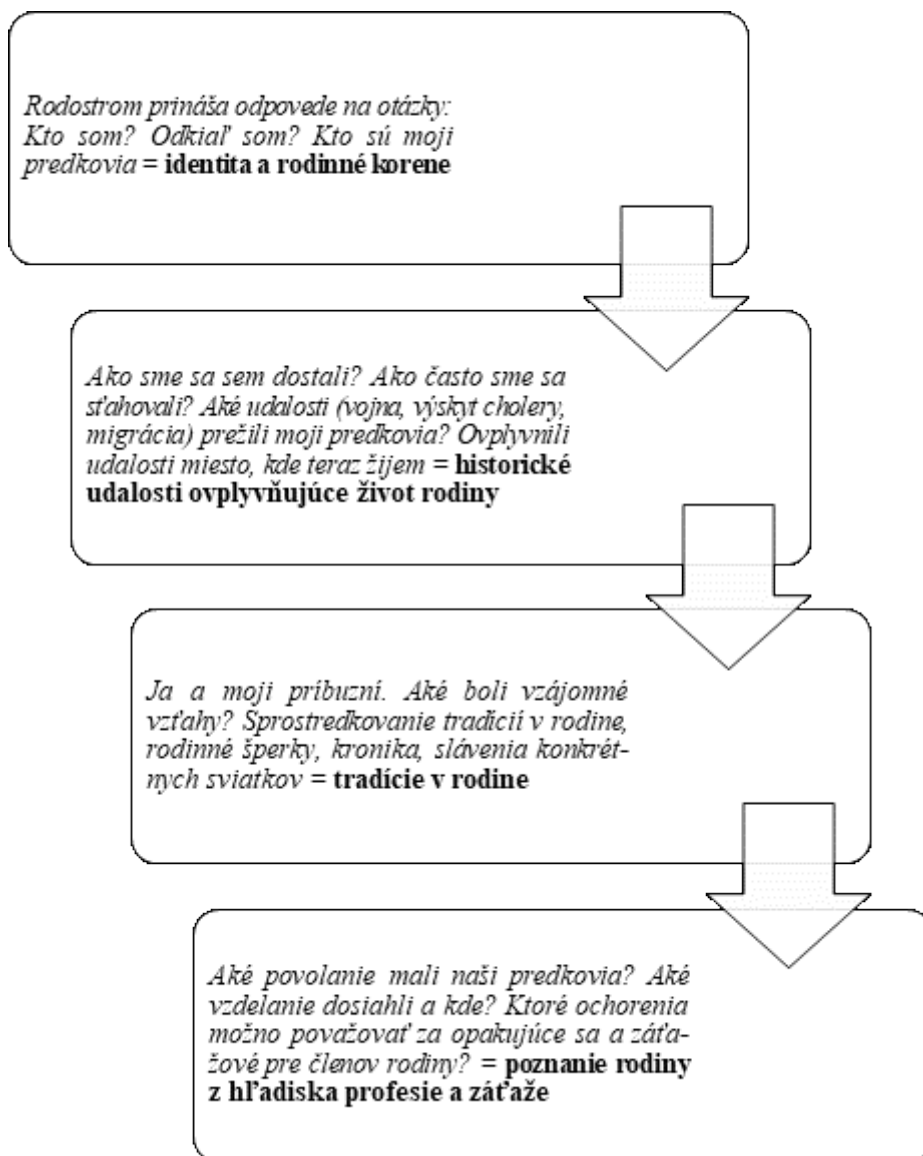 Rodostrom prináša odpovede na otázky:
Kto som? Odkiaľ som? Kto sú moji
predkovia = identita a rodinné korene
Ako sme sa sem dostali? Ako často sme sa
sťahovali? Aké udalosti (vojna, výskyt cholery,
migrácia) prežili moji predkovia? Ovplyvnili
udalosti miesto, kde teraz žijem = historické
udalosti ovplyvňujúce život rodiny
Ja a moji príbuzní. Aké boli vzájomné
vzťahy? Sprostredkovanie tradícií v rodine,
rodinné šperky, kronika, slávenia konkrét-
nych sviatkov = tradície v rodine
Aké povolanie mali naši predkovia? Aké
vzdelanie dosiahli a kde? Ktoré ochorenia
možno považovať za opakujúce sa a záťa-
žové pre členov rodiny? = poznanie rodiny
z hľadiska profesie a záťaže